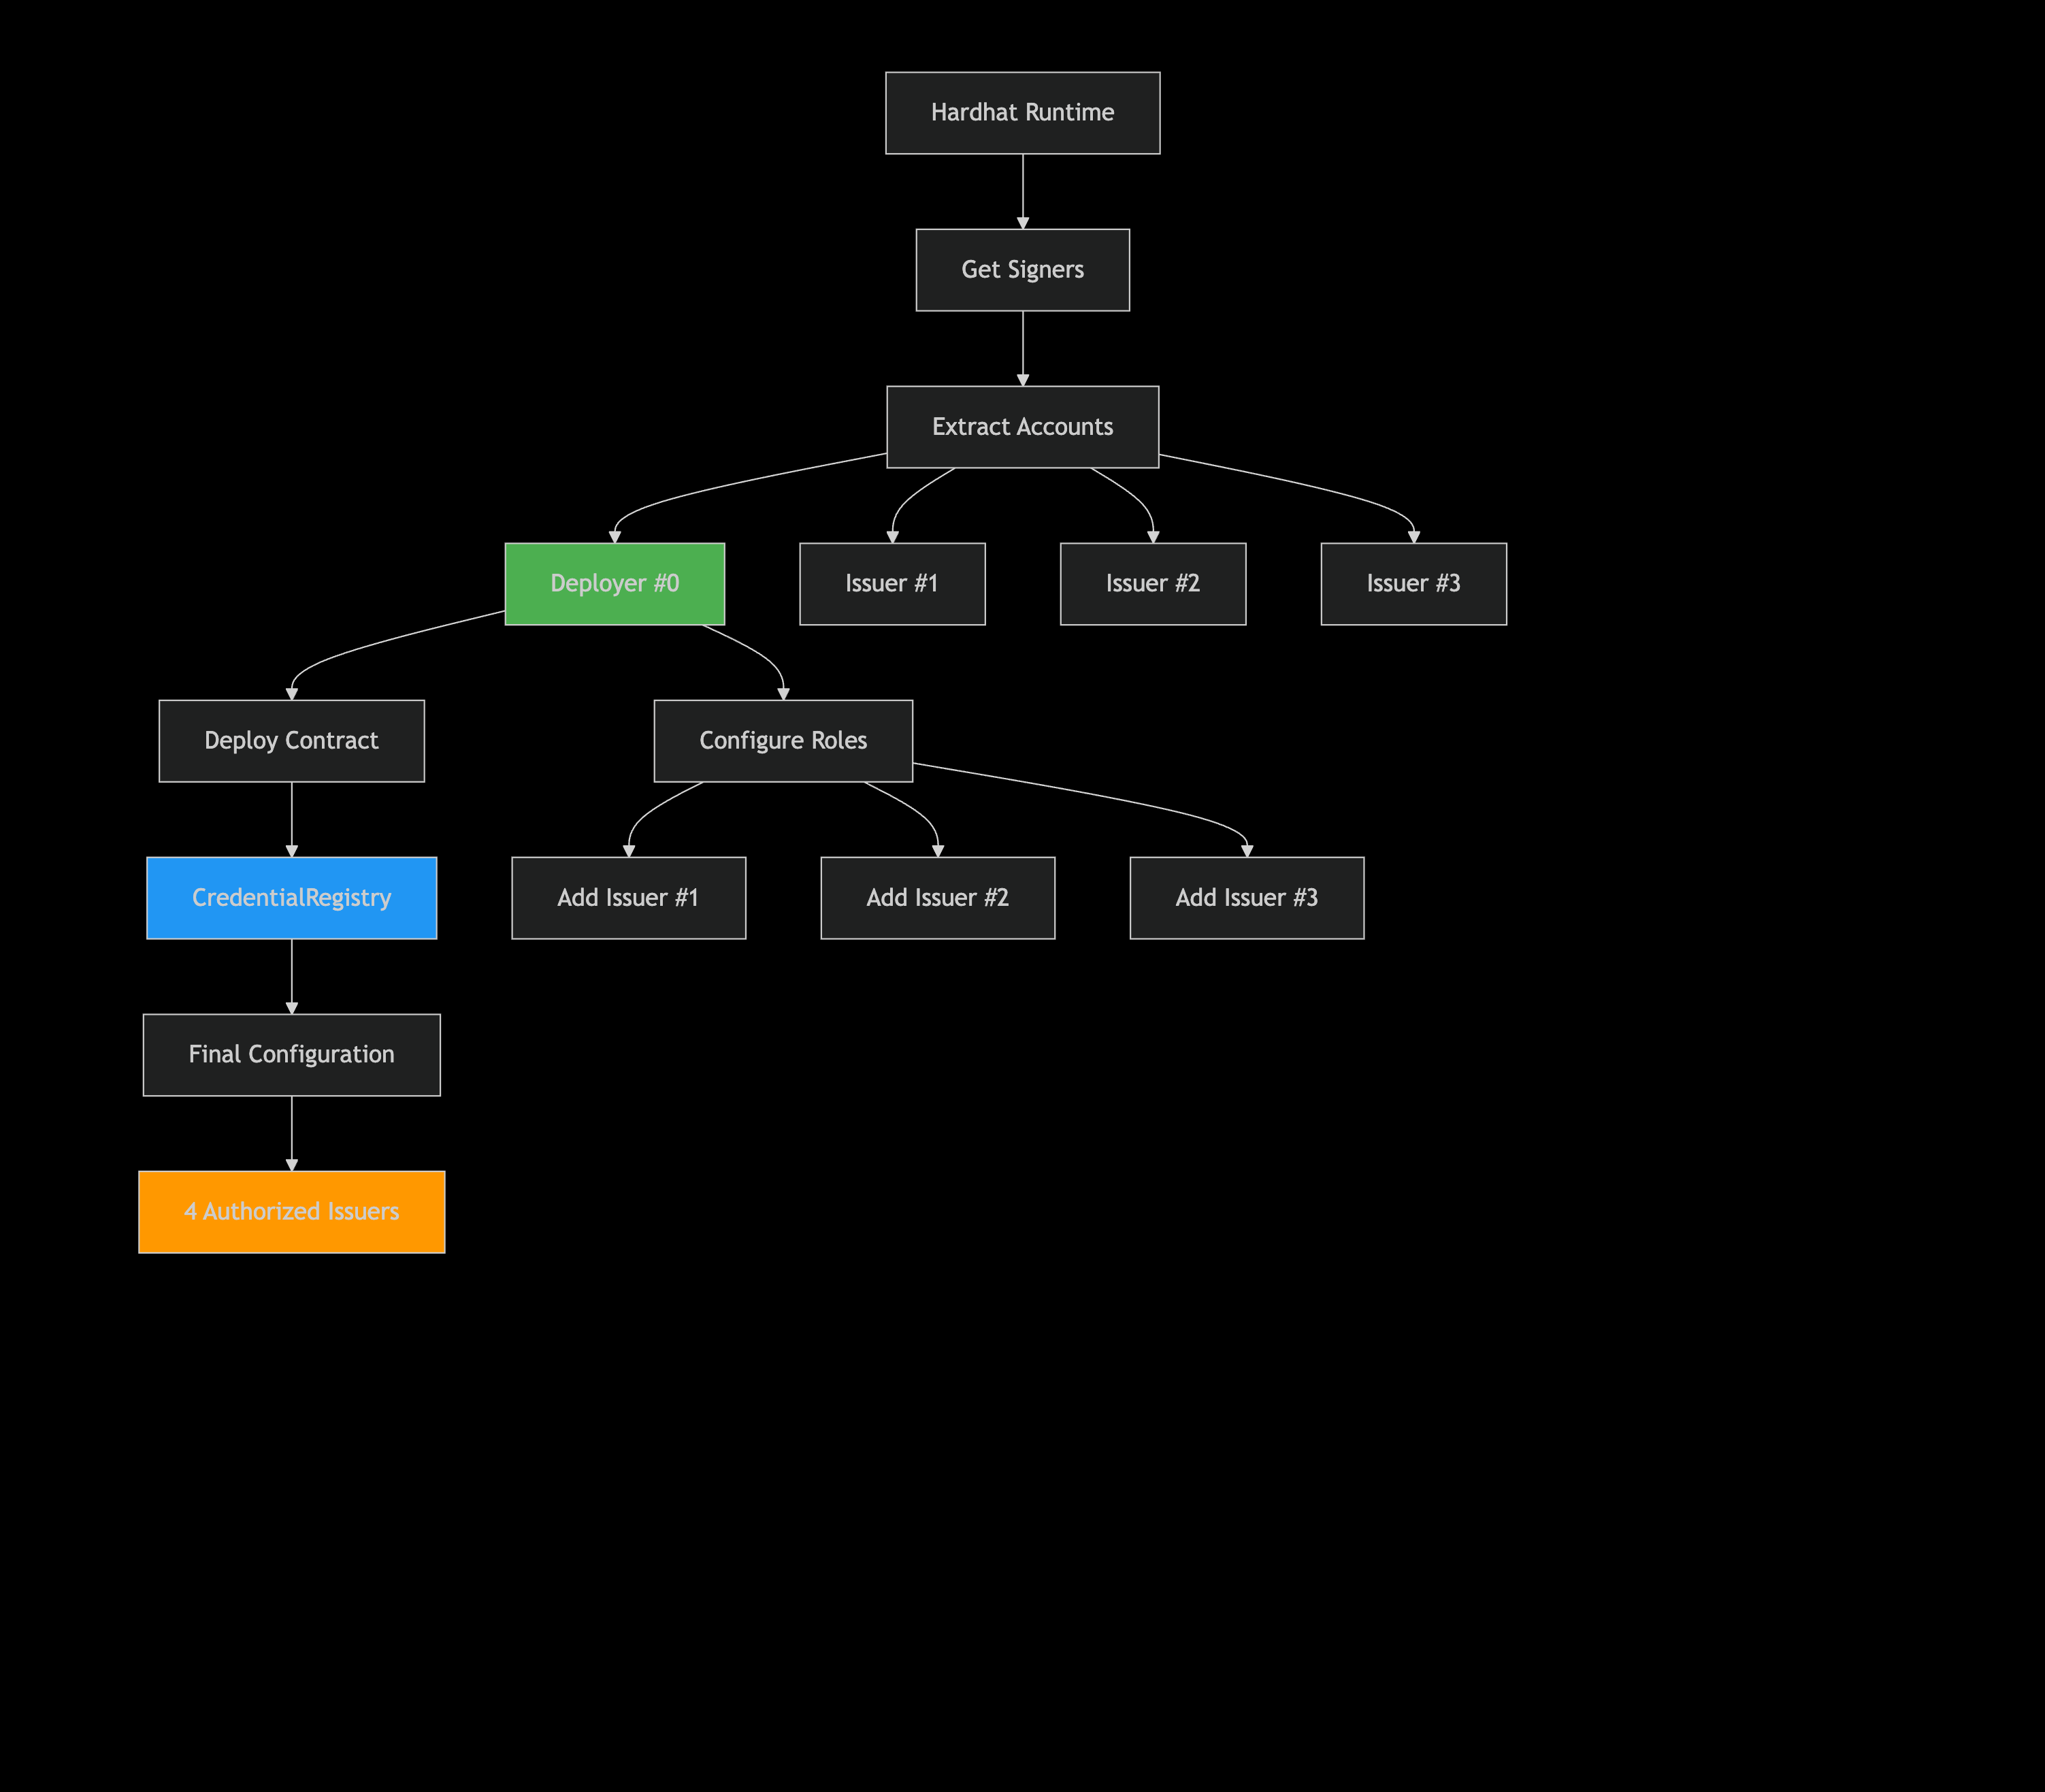 Hardhat Runtime
Get Signers
Extract Accounts
Deployer #0
Issuer #1
Issuer #2
Issuer #3
Deploy Contract
Configure Roles
CredentialRegistry
Add Issuer #1
Add Issuer #2
Add Issuer #3
Final Configuration
4 Authorized Issuers